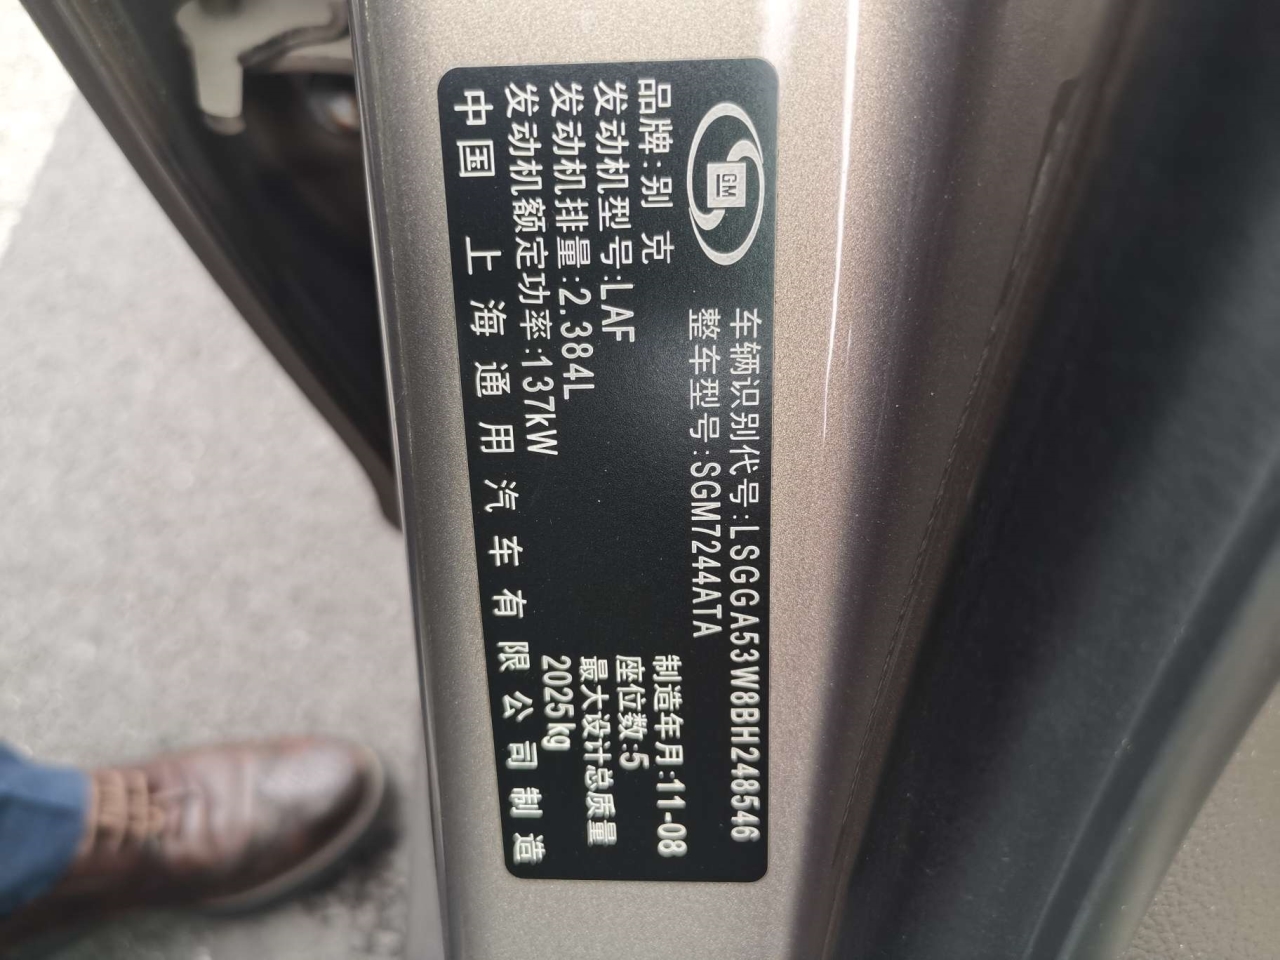 GM
车辆识别代号:LSGGA53W8BH248546
整车型号:SGM7244ATA
品牌:别克
制造年月:11-08
发动机型号:LAF
座位数:5
发动机排量:2.384L
最大设计总质量
发动机额定功率:137kW
2025kg
中国 上海通用汽车有限公司制造